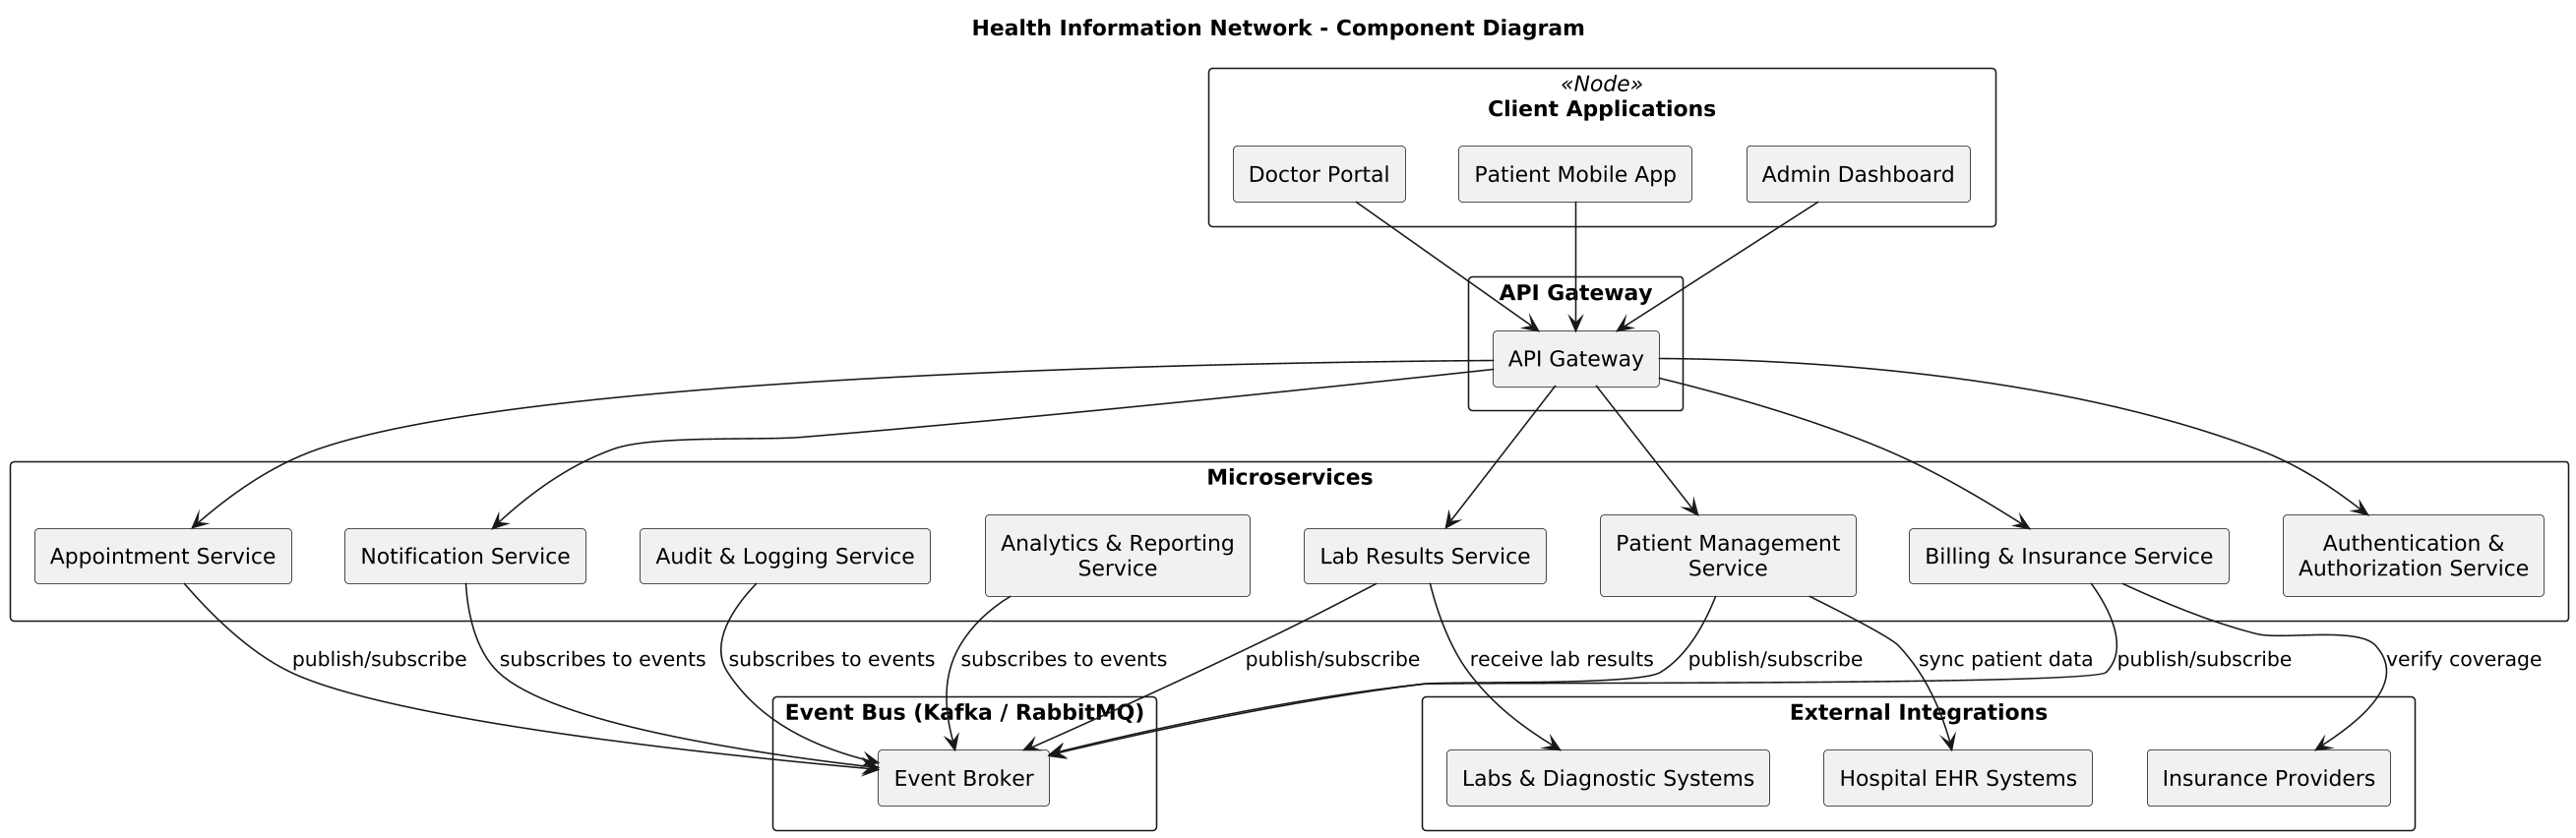 Health Information Network - Component Diagram
«Node»
Client Applications
Doctor Portal
Patient Mobile App
Admin Dashboard
API Gateway
API Gateway
Microservices
Appointment Service
Notification Service
Audit & Logging Service
Analytics & Reporting
Service
Lab Results Service
Patient Management
Service
Billing & Insurance Service
Authentication &
Authorization Service
publish/subscribe
subscribes to events
subscribes to events
subscribes to events
publish/subscribe
receive lab results
publish/subscribe
sync patient data
publish/subscribe
verify coverage
Event Bus (Kafka / RabbitMQ)
Event Broker
External Integrations
Labs & Diagnostic Systems
Hospital EHR Systems
Insurance Providers